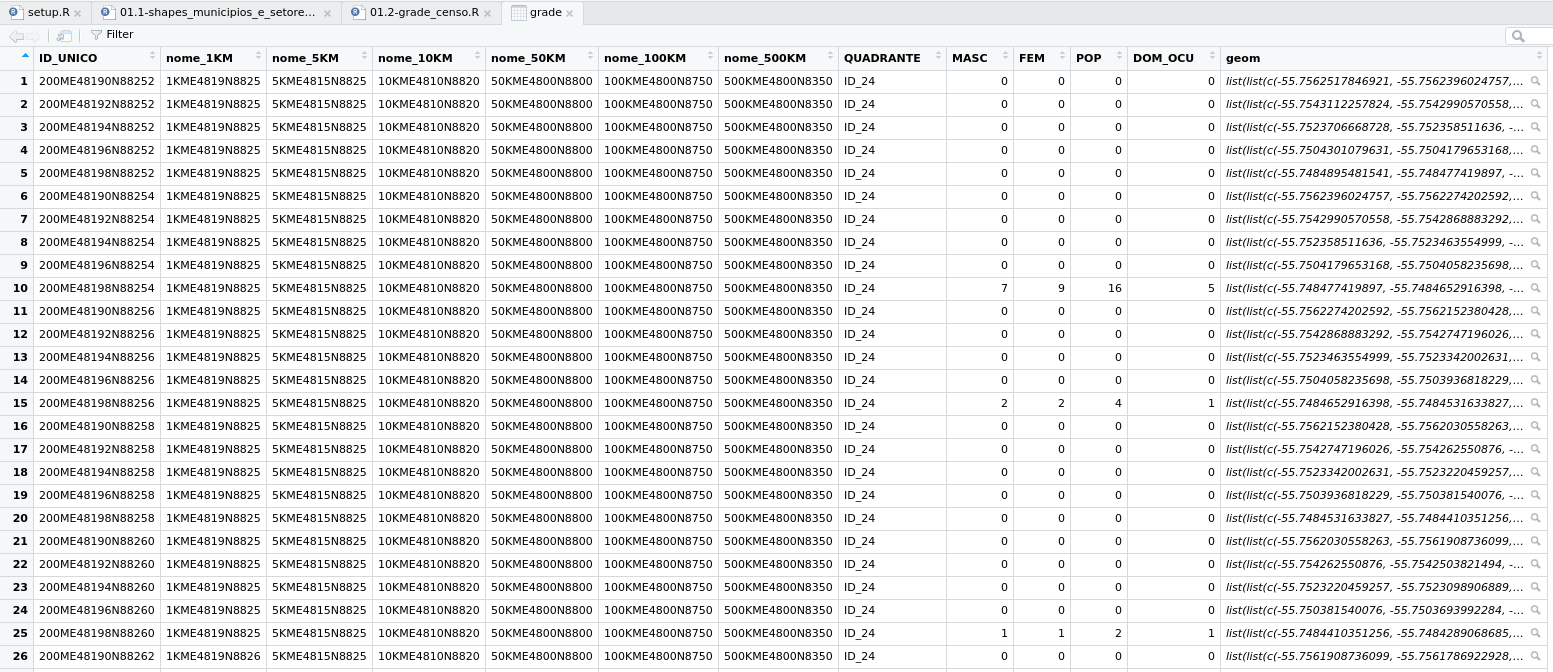 setup.R × 01.1-shapes_municipios_e_setore... × 01.2-grade_censo.R × grade ×
Filter
ID_UNICO nome_1KM nome_5KM nome_10KM nome_50KM nome_100KM nome_500KM QUADRANTE MASC FEM POP DOM_OCU geom
1 200ME48190N88252 1KME4819N8825 5KME4815N8825 10KME4810N8820 50KME4800N8800 100KME4800N8750 500KME4800N8350 ID_24 0 0 0 0 list(list(c(-55.7562517846921, -55.7562396024757,...
2 200ME48192N88252 1KME4819N8825 5KME4815N8825 10KME4810N8820 50KME4800N8800 100KME4800N8750 500KME4800N8350 ID_24 0 0 0 0 list(list(c(-55.7543112257824, -55.7542990570558,...
3 200ME48194N88252 1KME4819N8825 5KME4815N8825 10KME4810N8820 50KME4800N8800 100KME4800N8750 500KME4800N8350 ID_24 0 0 0 0 list(list(c(-55.7523706668728, -55.752358511636, -...
4 200ME48196N88252 1KME4819N8825 5KME4815N8825 10KME4810N8820 50KME4800N8800 100KME4800N8750 500KME4800N8350 ID_24 0 0 0 0 list(list(c(-55.7504301079631, -55.7504179653168,...
5 200ME48198N88252 1KME4819N8825 5KME4815N8825 10KME4810N8820 50KME4800N8800 100KME4800N8750 500KME4800N8350 ID_24 0 0 0 0 list(list(c(-55.7484895481541, -55.748477419897, -...
6 200ME48190N88254 1KME4819N8825 5KME4815N8825 10KME4810N8820 50KME4800N8800 100KME4800N8750 500KME4800N8350 ID_24 0 0 0 0 list(list(c(-55.7562396024757, -55.7562274202592,...
7 200ME48192N88254 1KME4819N8825 5KME4815N8825 10KME4810N8820 50KME4800N8800 100KME4800N8750 500KME4800N8350 ID_24 0 0 0 0 list(list(c(-55.7542990570558, -55.7542868883292,...
8 200ME48194N88254 1KME4819N8825 5KME4815N8825 10KME4810N8820 50KME4800N8800 100KME4800N8750 500KME4800N8350 ID_24 0 0 0 0 list(list(c(-55.752358511636, -55.7523463554999, -...
9 200ME48196N88254 1KME4819N8825 5KME4815N8825 10KME4810N8820 50KME4800N8800 100KME4800N8750 500KME4800N8350 ID_24 0 0 0 0 list(list(c(-55.7504179653168, -55.7504058235698,...
10 200ME48198N88254 1KME4819N8825 5KME4815N8825 10KME4810N8820 50KME4800N8800 100KME4800N8750 500KME4800N8350 ID_24 7 9 16 5 list(list(c(-55.748477419897, -55.7484652916398, -...
11 200ME48190N88256 1KME4819N8825 5KME4815N8825 10KME4810N8820 50KME4800N8800 100KME4800N8750 500KME4800N8350 ID_24 0 0 0 0 list(list(c(-55.7562274202592, -55.7562152380428,...
12 200ME48192N88256 1KME4819N8825 5KME4815N8825 10KME4810N8820 50KME4800N8800 100KME4800N8750 500KME4800N8350 ID_24 0 0 0 0 list(list(c(-55.7542868883292, -55.7542747196026,...
13 200ME48194N88256 1KME4819N8825 5KME4815N8825 10KME4810N8820 50KME4800N8800 100KME4800N8750 500KME4800N8350 ID_24 0 0 0 0 list(list(c(-55.7523463554999, -55.7523342002631,...
14 200ME48196N88256 1KME4819N8825 5KME4815N8825 10KME4810N8820 50KME4800N8800 100KME4800N8750 500KME4800N8350 ID_24 0 0 0 0 list(list(c(-55.7504058235698, -55.7503936818229,...
15 200ME48198N88256 1KME4819N8825 5KME4815N8825 10KME4810N8820 50KME4800N8800 100KME4800N8750 500KME4800N8350 ID_24 2 2 4 1 list(list(c(-55.7484652916398, -55.7484531633827,...
16 200ME48190N88258 1KME4819N8825 5KME4815N8825 10KME4810N8820 50KME4800N8800 100KME4800N8750 500KME4800N8350 ID_24 0 0 0 0 list(list(c(-55.7562152380428, -55.7562030558263,...
17 200ME48192N88258 1KME4819N8825 5KME4815N8825 10KME4810N8820 50KME4800N8800 100KME4800N8750 500KME4800N8350 ID_24 0 0 0 0 list(list(c(-55.7542747196026, -55.754262550876, -...
18 200ME48194N88258 1KME4819N8825 5KME4815N8825 10KME4810N8820 50KME4800N8800 100KME4800N8750 500KME4800N8350 ID_24 0 0 0 0 list(list(c(-55.7523342002631, -55.7523220459257,...
19 200ME48196N88258 1KME4819N8825 5KME4815N8825 10KME4810N8820 50KME4800N8800 100KME4800N8750 500KME4800N8350 ID_24 0 0 0 0 list(list(c(-55.7503936818229, -55.750381540076, -...
20 200ME48198N88258 1KME4819N8825 5KME4815N8825 10KME4810N8820 50KME4800N8800 100KME4800N8750 500KME4800N8350 ID_24 0 0 0 0 list(list(c(-55.7484531633827, -55.7484410351256,...
21 200ME48190N88260 1KME4819N8825 5KME4815N8825 10KME4810N8820 50KME4800N8800 100KME4800N8750 500KME4800N8350 ID_24 0 0 0 0 list(list(c(-55.7562030558263, -55.7561908736099,...
22 200ME48192N88260 1KME4819N8825 5KME4815N8825 10KME4810N8820 50KME4800N8800 100KME4800N8750 500KME4800N8350 ID_24 0 0 0 0 list(list(c(-55.754262550876, -55.7542503821494, -...
23 200ME48194N88260 1KME4819N8825 5KME4815N8825 10KME4810N8820 50KME4800N8800 100KME4800N8750 500KME4800N8350 ID_24 0 0 0 0 list(list(c(-55.7523220459257, -55.7523098906889,...
24 200ME48196N88260 1KME4819N8825 5KME4815N8825 10KME4810N8820 50KME4800N8800 100KME4800N8750 500KME4800N8350 ID_24 0 0 0 0 list(list(c(-55.750381540076, -55.7503693992284, -...
25 200ME48198N88260 1KME4819N8825 5KME4815N8825 10KME4810N8820 50KME4800N8800 100KME4800N8750 500KME4800N8350 ID_24 1 1 2 1 list(list(c(-55.7484410351256, -55.7484289068685,...
26 200ME48190N88262 1KME4819N8826 5KME4815N8825 10KME4810N8820 50KME4800N8800 100KME4800N8750 500KME4800N8350 ID_24 0 0 0 0 list(list(c(-55.7561908736099, -55.7561786922928,...